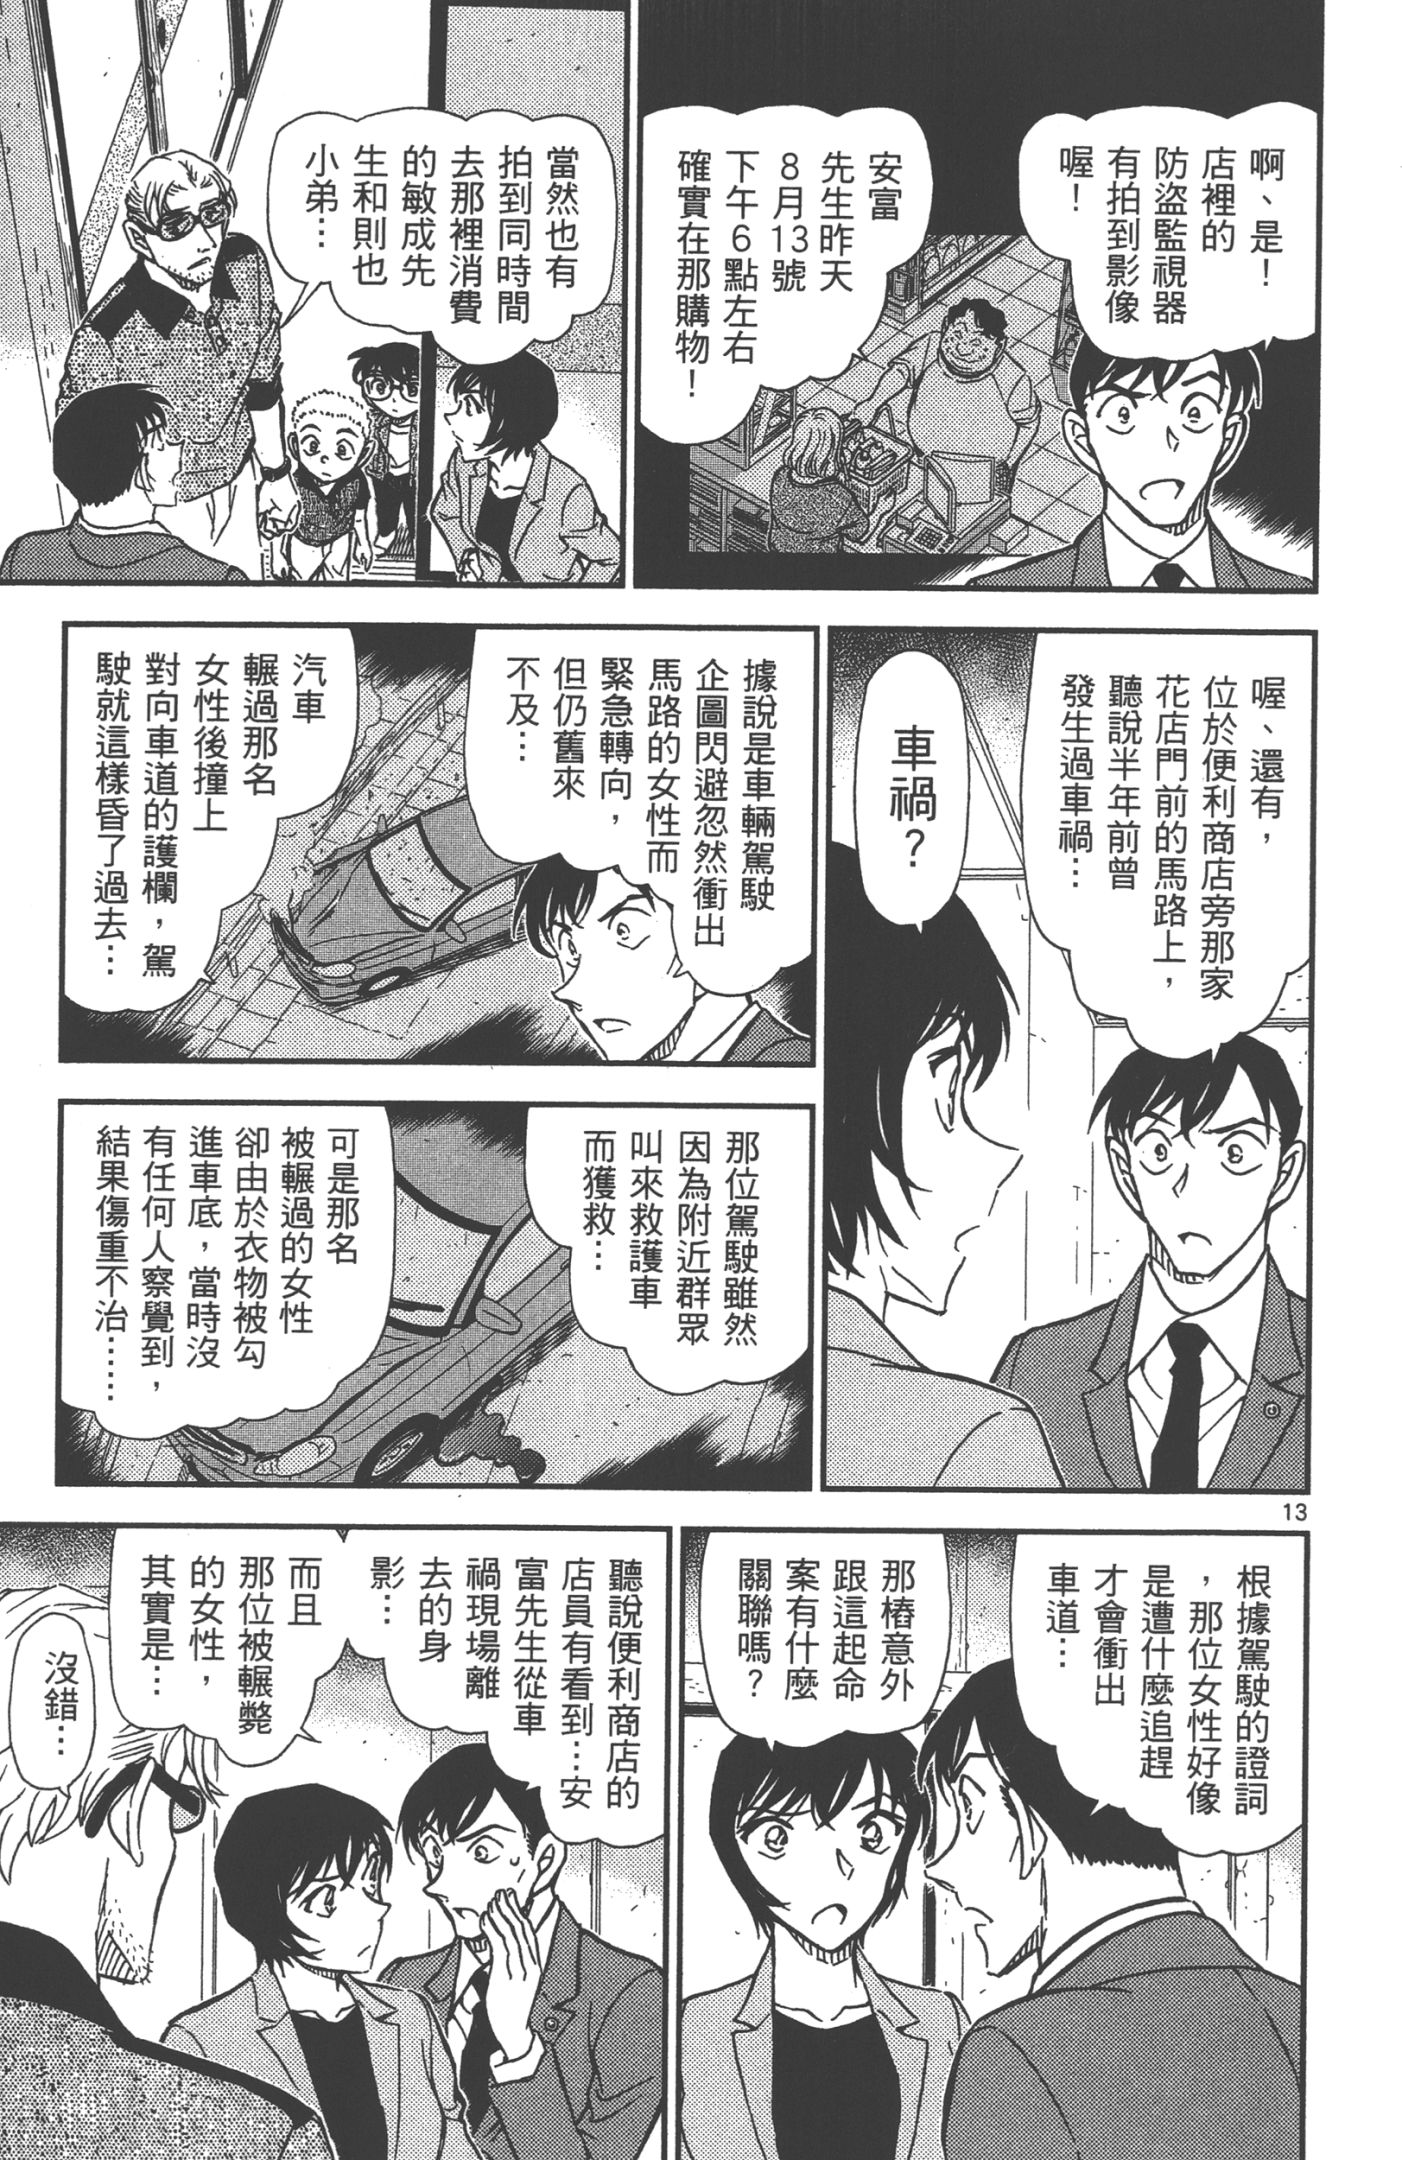 啊、是！
店裡的
防盜監視器
有拍到影像
喔！
安富
先生昨天
8月13號
下午6點左右
確實在那購物！
當然也有
拍到同時間
去那裡消費
的敏成先
生和則也
小弟…
喔、還有，
位於便利商店旁那家
花店門前的馬路上，
聽說半年前曾
發生過車禍…
車禍？
據說是車輛駕駛
企圖閃避忽然衝出
馬路的女性而
緊急轉向，
但仍舊來
不及…
汽車
輾過那名
女性後撞上
對向車道的護欄，駕
駛就這樣昏了過去…
那位駕駛雖然
因為附近群眾
叫來救護車
而獲救…
可是那名
被輾過的女性
卻由於衣物被勾
進車底，當時沒
有任何人察覺到，
結果傷重不治……
13
根據駕駛的證詞
，那位女性好像
是遭什麼追趕
才會衝出
車道…
那樁意外
跟這起命
案有什麼
關聯嗎？
聽說便利商店的
店員有看到…安
富先生從車
禍現場離
去的身
影…
而且
那位被輾斃
的女性，
其實是…
沒錯…